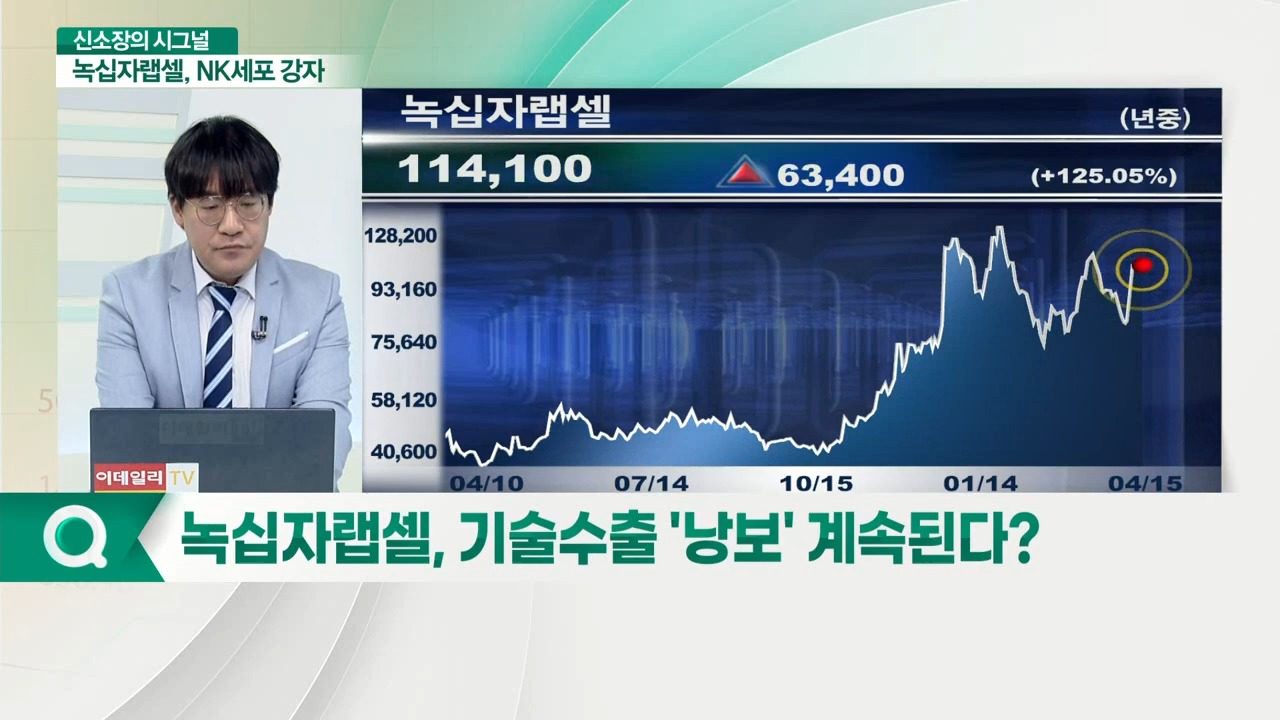 신소장의 시그널
녹십자랩셀, NK세포 강자
녹십자랩셀
(년중)
114,100 ▲ 63,400 (+125.05%)
128,200
93,160
75,640
58,120
40,600
04/10 07/14 10/15 01/14 04/15
이데일리 TV
Q 녹십자랩셀, 기술수출 '낭보' 계속된다?